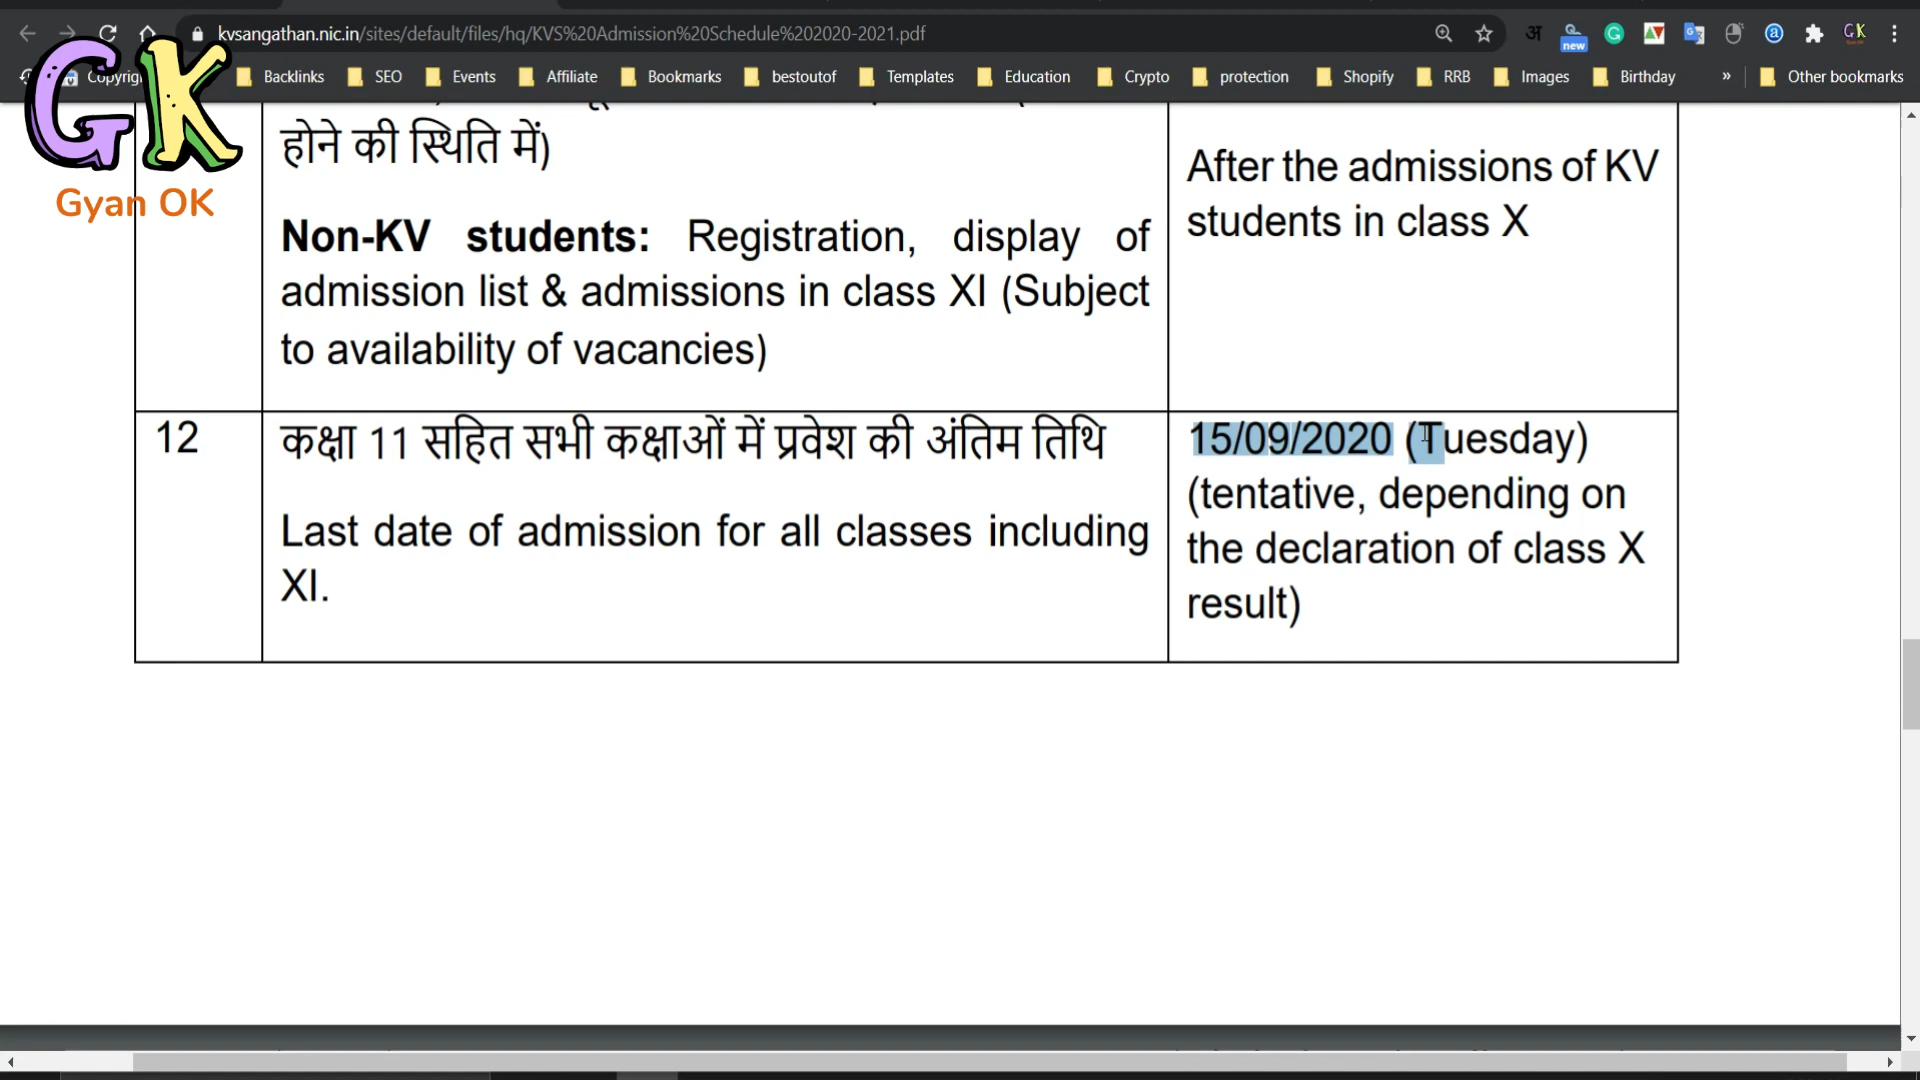 kvsangathan.nic.in/sites/default/files/hq/KVS%20Admission%20Schedule%202020-2021.pdf
new
GK
Backlinks SEO Events Affiliate Bookmarks bestoutof Templates Education Crypto protection Shopify RRB Images Birthday » Other bookmarks
GK
Gyan OK
होने की स्थिति में)
Non-KV students: Registration, display of
admission list & admissions in class XI (Subject
to availability of vacancies)
After the admissions of KV
students in class X
12
कक्षा 11 सहित सभी कक्षाओं में प्रवेश की अंतिम तिथि
Last date of admission for all classes including
XI.
15/09/2020 (Tuesday)
(tentative, depending on
the declaration of class X
result)